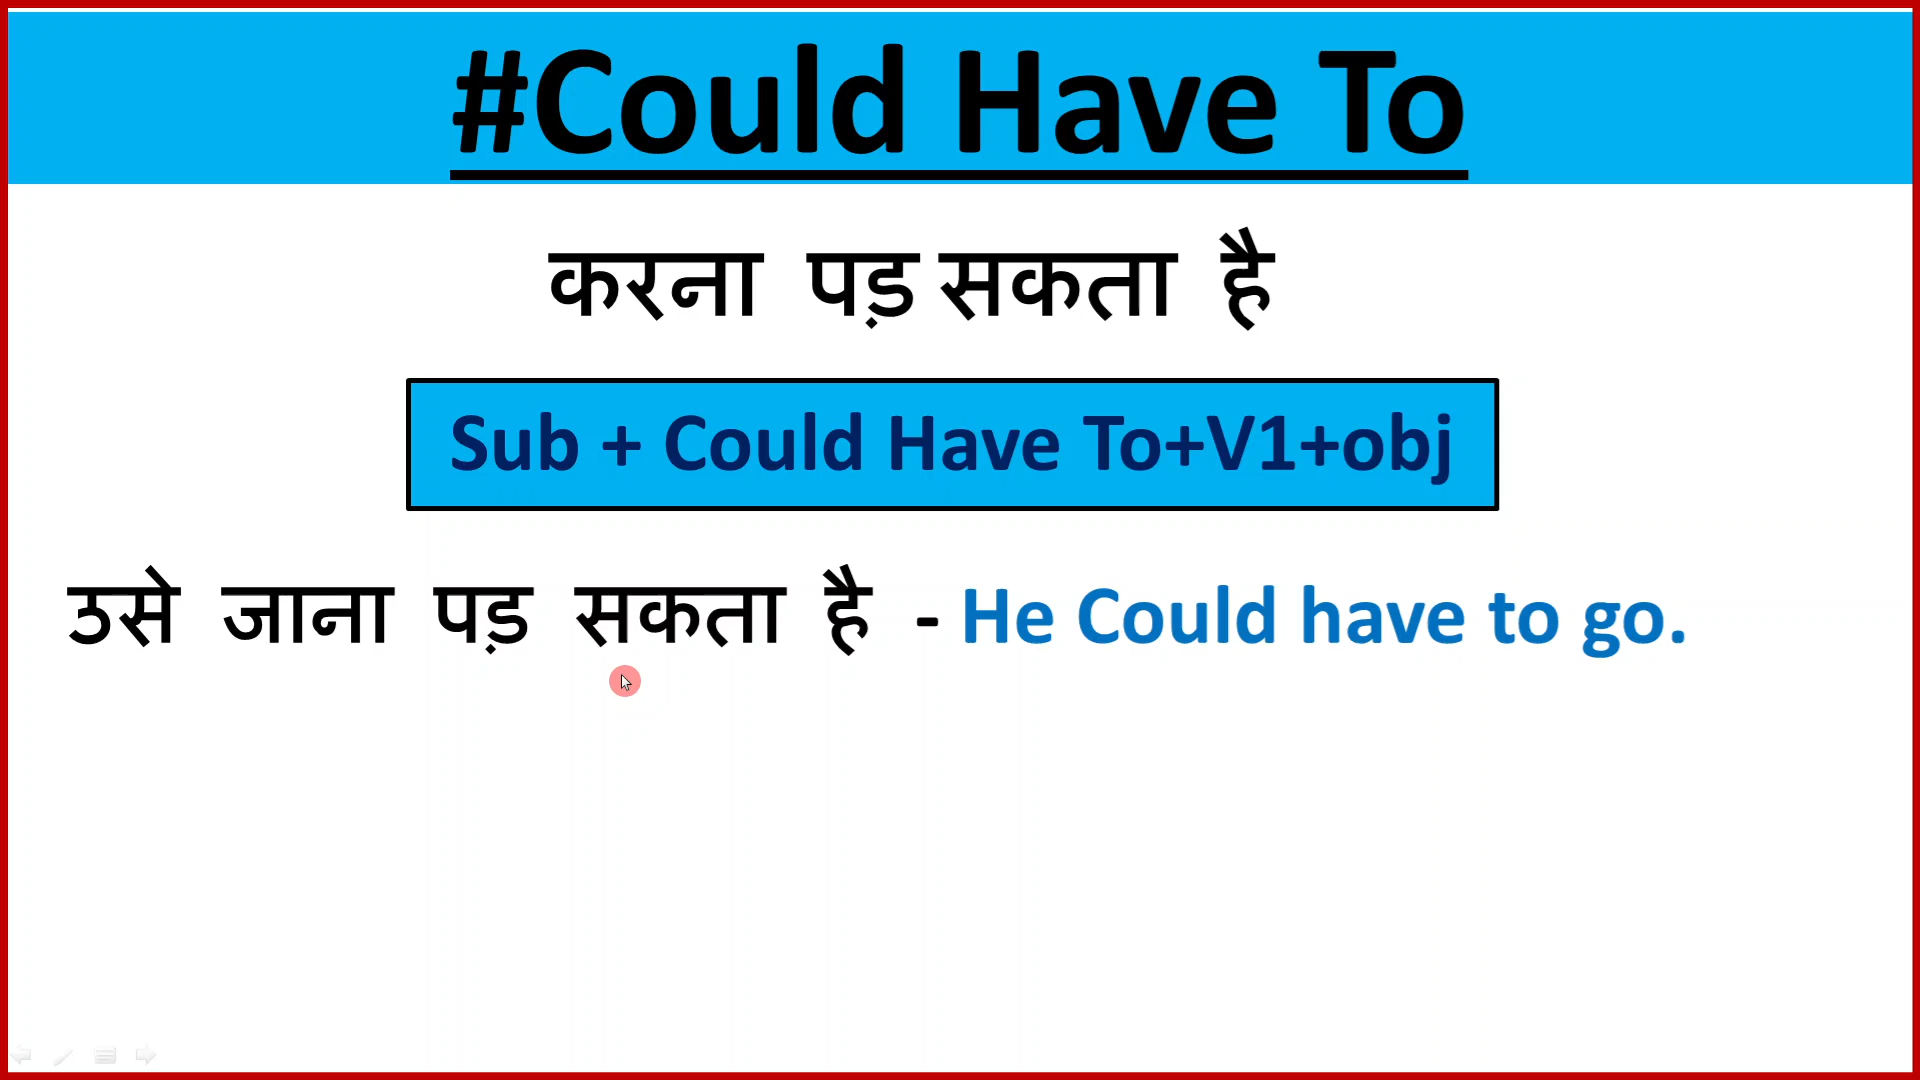 #Could Have To
करना पड़ सकता है
Sub + Could Have To+V1+obj
उसे जाना पड़ सकता है - He Could have to go.